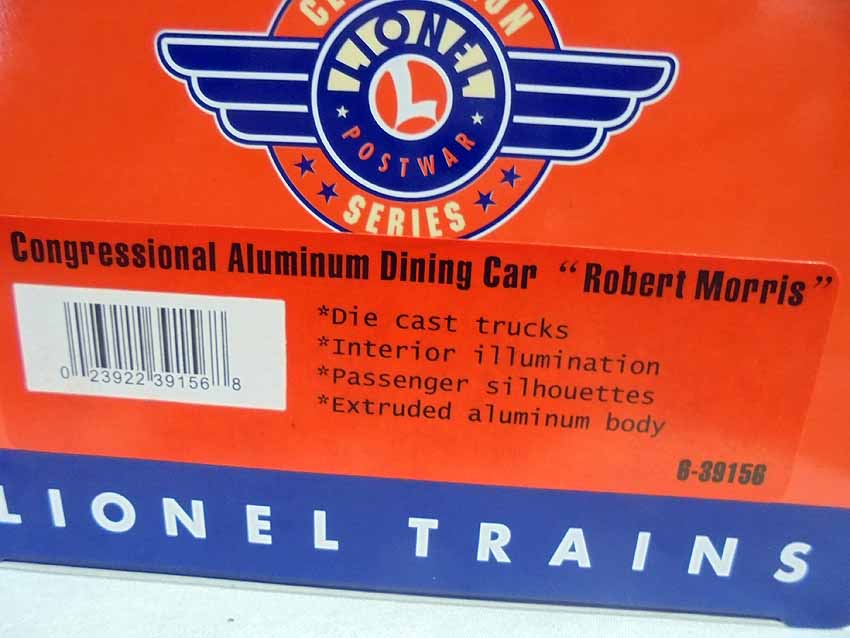 LIONEL
L
POSTWAR
SERIES
Congressional Aluminum Dining Car “Robert Morris”
*Die cast trucks
*Interior illumination
*Passenger silhouettes
*Extruded aluminum body
0 23922 39156 8
6-39156
LIONEL TRAINS